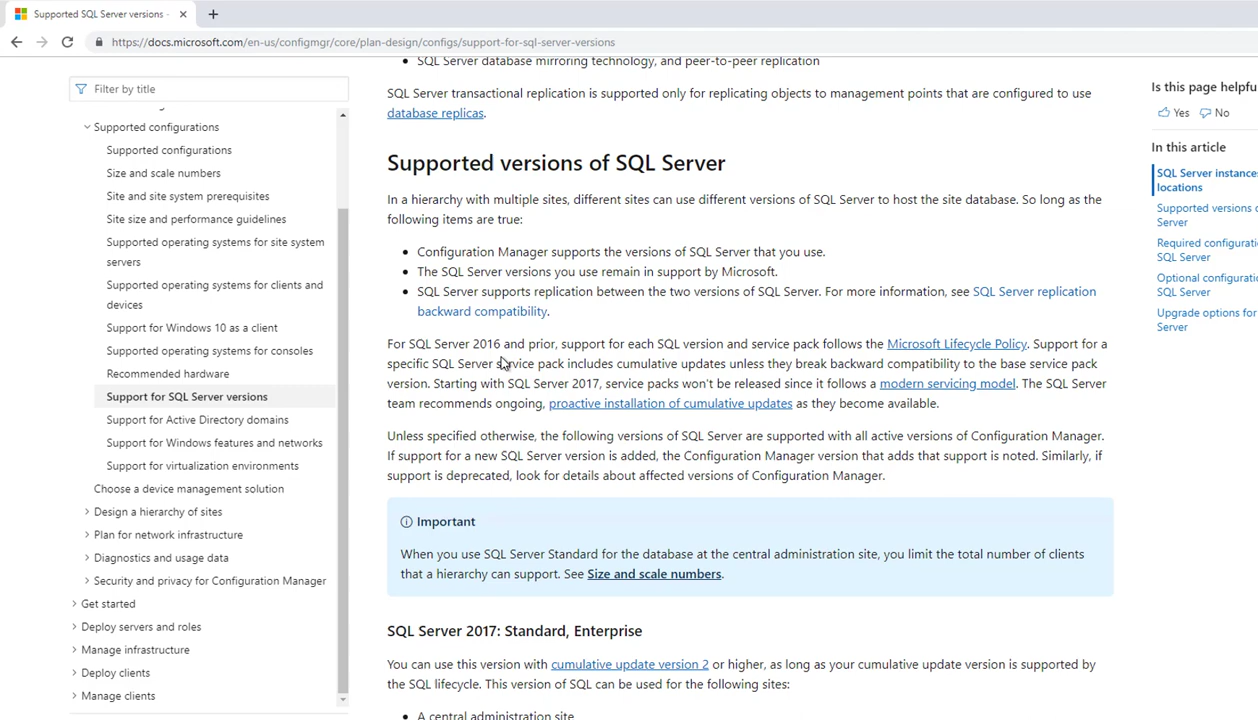 Supported SQL Server versions -
https://docs.microsoft.com/en-us/configmgr/core/plan-design/configs/support-for-sql-server-versions
Filter by title
Supported configurations
Supported configurations
Size and scale numbers
Site and site system prerequisites
Site size and performance guidelines
Supported operating systems for site system
servers
Supported operating systems for clients and
devices
Support for Windows 10 as a client
Supported operating systems for consoles
Recommended hardware
Support for SQL Server versions
Support for Active Directory domains
Support for Windows features and networks
Support for virtualization environments
Choose a device management solution
Design a hierarchy of sites
Plan for network infrastructure
Diagnostics and usage data
Security and privacy for Configuration Manager
Get started
Deploy servers and roles
Manage infrastructure
Deploy clients
Manage clients
• SQL Server database mirroring technology, and peer-to-peer replication
SQL Server transactional replication is supported only for replicating objects to management points that are configured to use
database replicas.
Supported versions of SQL Server
In a hierarchy with multiple sites, different sites can use different versions of SQL Server to host the site database. So long as the
following items are true:
• Configuration Manager supports the versions of SQL Server that you use.
• The SQL Server versions you use remain in support by Microsoft.
• SQL Server supports replication between the two versions of SQL Server. For more information, see SQL Server replication
backward compatibility.
For SQL Server 2016 and prior, support for each SQL version and service pack follows the Microsoft Lifecycle Policy. Support for a
specific SQL Server service pack includes cumulative updates unless they break backward compatibility to the base service pack
version. Starting with SQL Server 2017, service packs won't be released since it follows a modern servicing model. The SQL Server
team recommends ongoing, proactive installation of cumulative updates as they become available.
Unless specified otherwise, the following versions of SQL Server are supported with all active versions of Configuration Manager.
If support for a new SQL Server version is added, the Configuration Manager version that adds that support is noted. Similarly, if
support is deprecated, look for details about affected versions of Configuration Manager.
Important
When you use SQL Server Standard for the database at the central administration site, you limit the total number of clients
that a hierarchy can support. See Size and scale numbers.
SQL Server 2017: Standard, Enterprise
You can use this version with cumulative update version 2 or higher, as long as your cumulative update version is supported by
the SQL lifecycle. This version of SQL can be used for the following sites:
• A central administration site
Is this page helpfu
Yes No
In this article
SQL Server instance
locations
Supported versions o
Server
Required configurati
SQL Server
Optional configuratio
SQL Server
Upgrade options for
Server